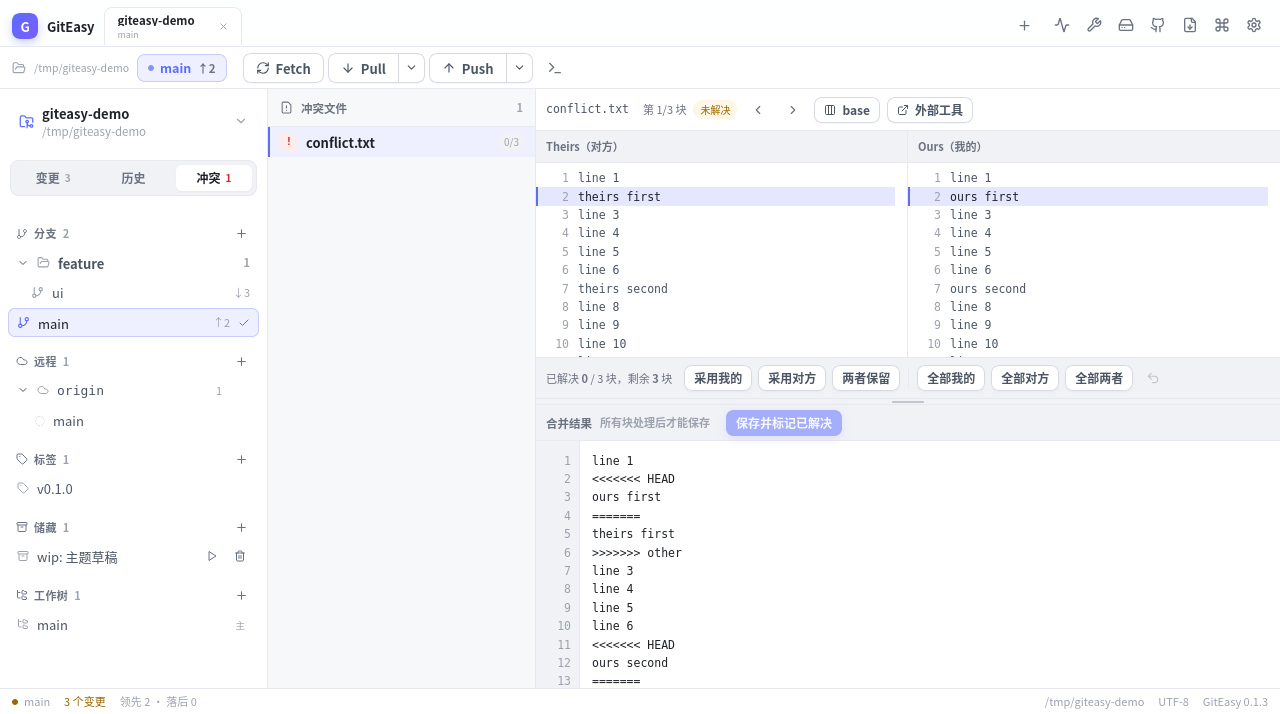 G GitEasy
giteasy-demo
main
/tmp/giteasy-demo
main ↑2
Fetch
Pull
Push
giteasy-demo
/tmp/giteasy-demo
变更 3
历史
冲突 1
分支 2
feature 1
ui ↓3
main ↑2
远程 1
origin 1
main
标签 1
v0.1.0
储藏 1
wip: 主题草稿
工作树 1
main 主
冲突文件 1
! conflict.txt 0/3
conflict.txt 第 1/3 块 未解决
base
外部工具
Theirs（对方）
1 line 1
2 theirs first
3 line 3
4 line 4
5 line 5
6 line 6
7 theirs second
8 line 8
9 line 9
10 line 10
Ours（我的）
1 line 1
2 ours first
3 line 3
4 line 4
5 line 5
6 line 6
7 ours second
8 line 8
9 line 9
10 line 10
已解决 0 / 3 块，剩余 3 块
采用我的
采用对方
两者保留
全部我的
全部对方
全部两者
合并结果 所有块处理后才能保存
保存并标记已解决
1 line 1
2 <<<<<<< HEAD
3 ours first
4 =======
5 theirs first
6 >>>>>>> other
7 line 3
8 line 4
9 line 5
10 line 6
11 <<<<<<< HEAD
12 ours second
13 =======
main 3 个变更 领先 2 · 落后 0
/tmp/giteasy-demo UTF-8 GitEasy 0.1.3